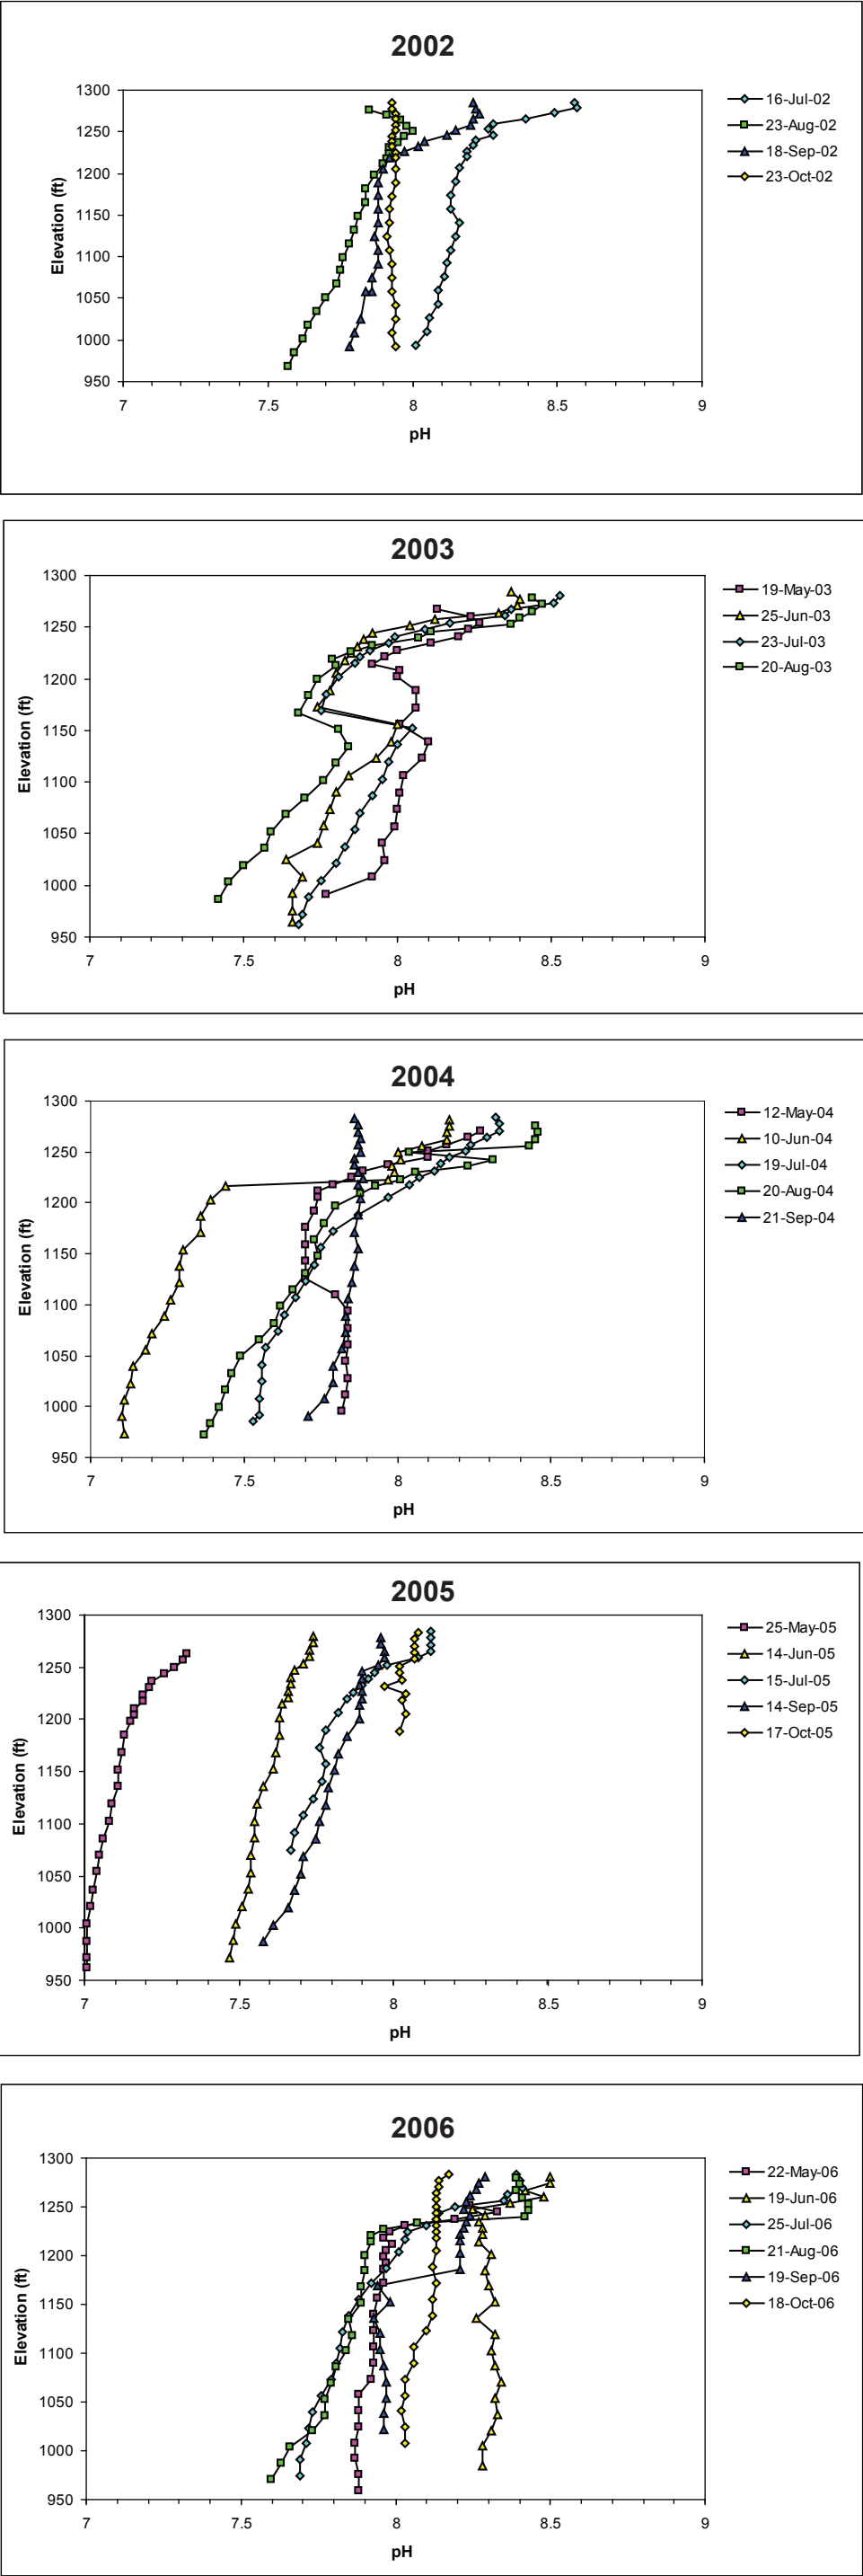 2002
1300
1250
1200
1150
1100
1050
1000
950
Elevation (ft)
7
7.5
8
8.5
9
pH
16-Jul-02
23-Aug-02
18-Sep-02
23-Oct-02
2003
1300
1250
1200
1150
1100
1050
1000
950
Elevation (ft)
7
7.5
8
8.5
9
pH
19-May-03
25-Jun-03
23-Jul-03
20-Aug-03
2004
1300
1250
1200
1150
1100
1050
1000
950
Elevation (ft)
7
7.5
8
8.5
9
pH
12-May-04
10-Jun-04
19-Jul-04
20-Aug-04
21-Sep-04
2005
1300
1250
1200
1150
1100
1050
1000
950
Elevation (ft)
7
7.5
8
8.5
9
pH
25-May-05
14-Jun-05
15-Jul-05
14-Sep-05
17-Oct-05
2006
1300
1250
1200
1150
1100
1050
1000
950
Elevation (ft)
7
7.5
8
8.5
9
pH
22-May-06
19-Jun-06
25-Jul-06
21-Aug-06
19-Sep-06
18-Oct-06